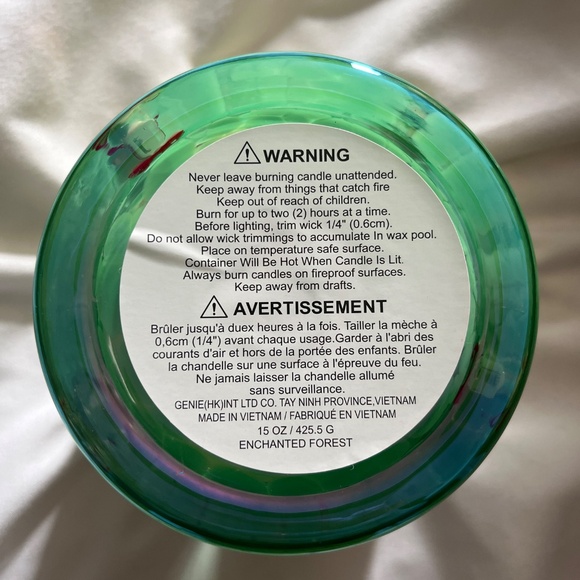 ⚠ WARNING
Never leave burning candle unattended.
Keep away from things that catch fire
Keep out of reach of children.
Burn for up to two (2) hours at a time.
Before lighting, trim wick 1/4" (0.6cm).
Do not allow wick trimmings to accumulate In wax pool.
Place on temperature safe surface.
Container Will Be Hot When Candle Is Lit.
Always burn candles on fireproof surfaces.
Keep away from drafts.
⚠ AVERTISSEMENT
Brûler jusqu'à duex heures à la fois. Tailler la mèche à
0,6cm (1/4") avant chaque usage.Garder à l'abri des
courants d'air et hors de la portée des enfants. Brûler
la chandelle sur une surface à l'épreuve du feu.
Ne jamais laisser la chandelle allumé
sans surveillance.
GENIE(HK)INT LTD CO. TAY NINH PROVINCE,VIETNAM
MADE IN VIETNAM / FABRIQUÉ EN VIETNAM
15 OZ / 425.5 G
ENCHANTED FOREST